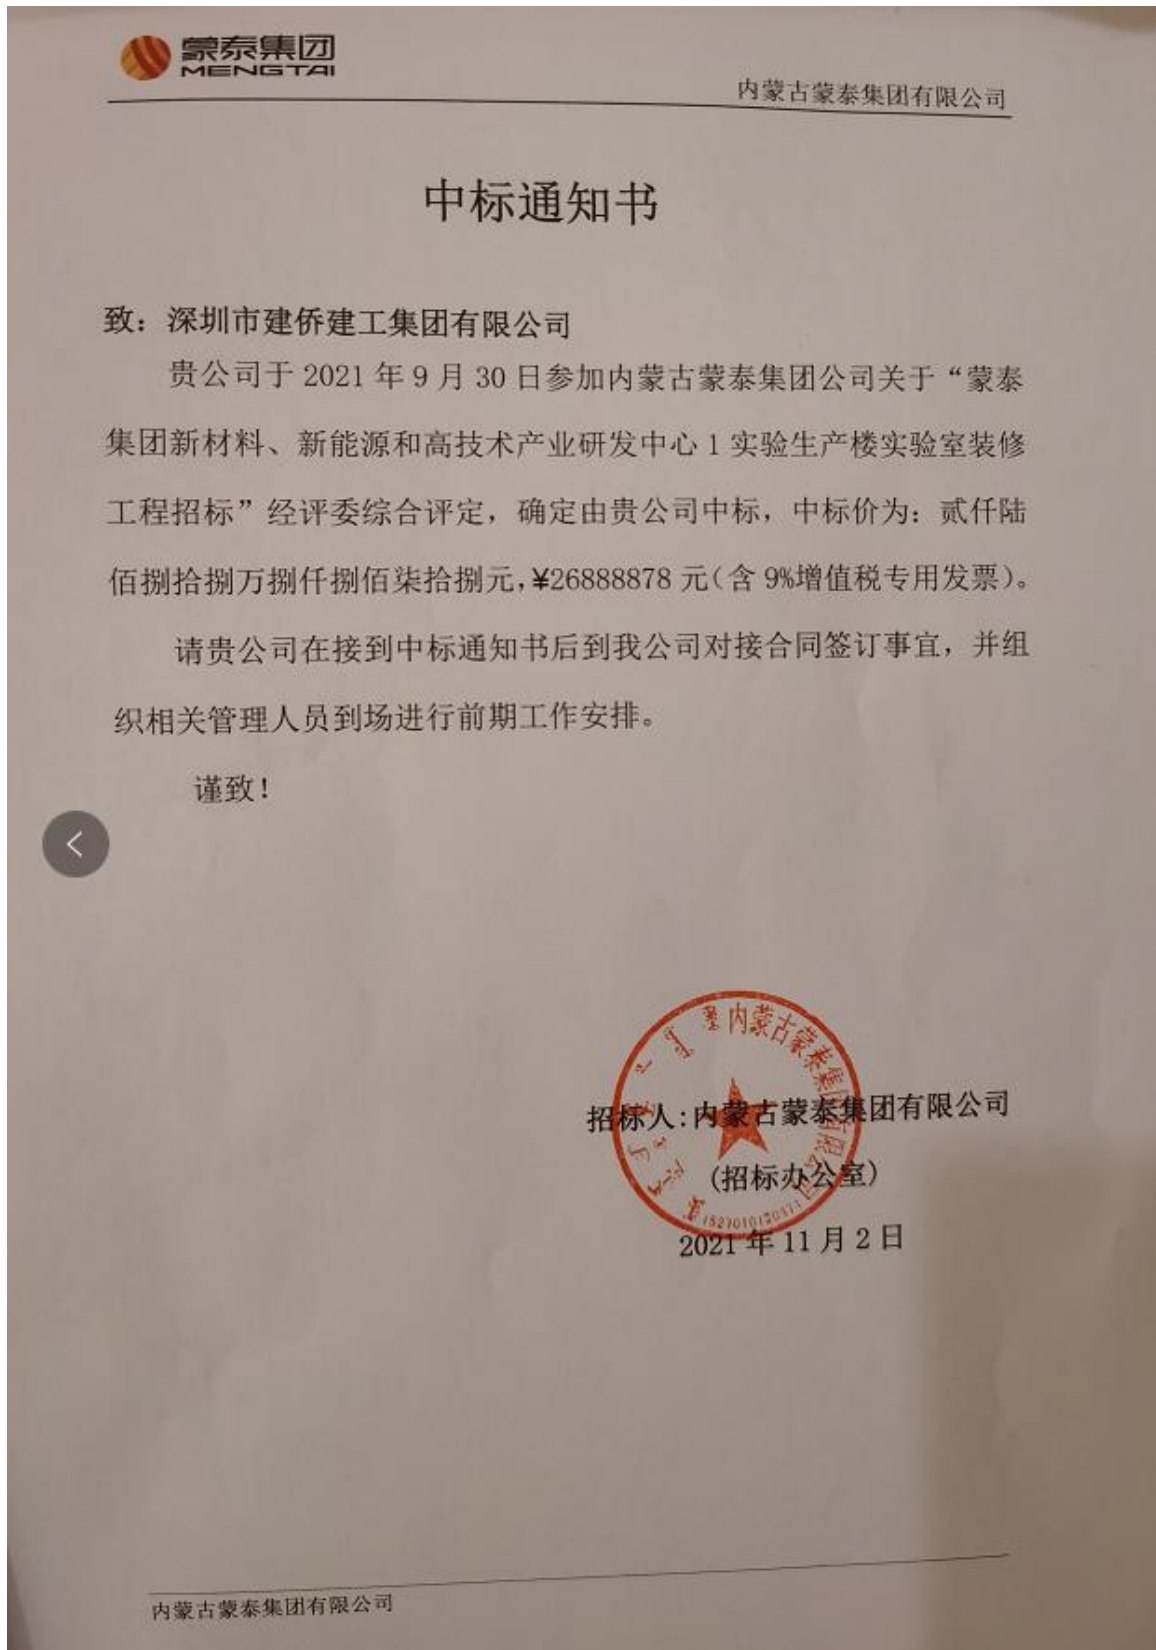 蒙泰集团
MENGTAI
内蒙古蒙泰集团有限公司
中标通知书
致：深圳市建侨建工集团有限公司
贵公司于 2021 年 9 月 30 日参加内蒙古蒙泰集团公司关于“蒙泰
集团新材料、新能源和高技术产业研发中心 1 实验生产楼实验室装修
工程招标”经评委综合评定，确定由贵公司中标，中标价为：贰仟陆
佰捌拾捌万捌仟捌佰柒拾捌元，¥26888878 元（含 9%增值税专用发票）。
请贵公司在接到中标通知书后到我公司对接合同签订事宜，并组
织相关管理人员到场进行前期工作安排。
谨致！
内蒙古蒙泰集团有限公司
招标人：内蒙古蒙泰集团有限公司
（招标办公室）
2021 年 11 月 2 日
内蒙古蒙泰集团有限公司